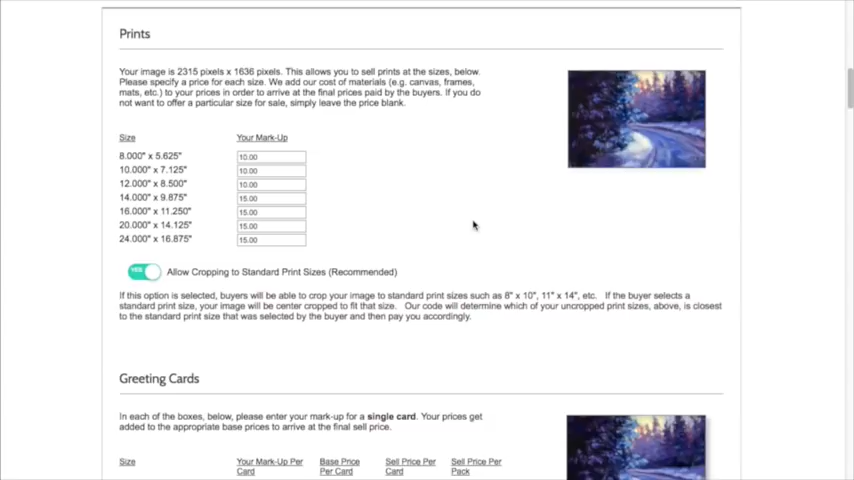 Prints
Your image is 2315 pixels x 1636 pixels. This allows you to sell prints at the sizes, below.
Please specify a price for each size. We add our cost of materials (e.g. canvas, frames,
mats, etc.) to your prices in order to arrive at the final prices paid by the buyers. If you do
not want to offer a particular size for sale, simply leave the price blank.
Size Your Mark-Up
8.000" x 5.625" 10.00
10.000" x 7.125" 10.00
12.000" x 8.500" 10.00
14.000" x 9.875" 15.00
16.000" x 11.250" 15.00
20.000" x 14.125" 15.00
24.000" x 16.875" 15.00
YES Allow Cropping to Standard Print Sizes (Recommended)
If this option is selected, buyers will be able to crop your image to standard print sizes such as 8" x 10", 11" x 14", etc. If the buyer selects a
standard print size, your image will be center cropped to fit that size. Our code will determine which of your uncropped print sizes, above, is closest
to the standard print size that was selected by the buyer and then pay you accordingly.
Greeting Cards
In each of the boxes, below, please enter your mark-up for a single card. Your prices get
added to the appropriate base prices to arrive at the final sell price.
Size Your Mark-Up Per Base Price Sell Price Per Sell Price Per
Card Per Card Card Pack